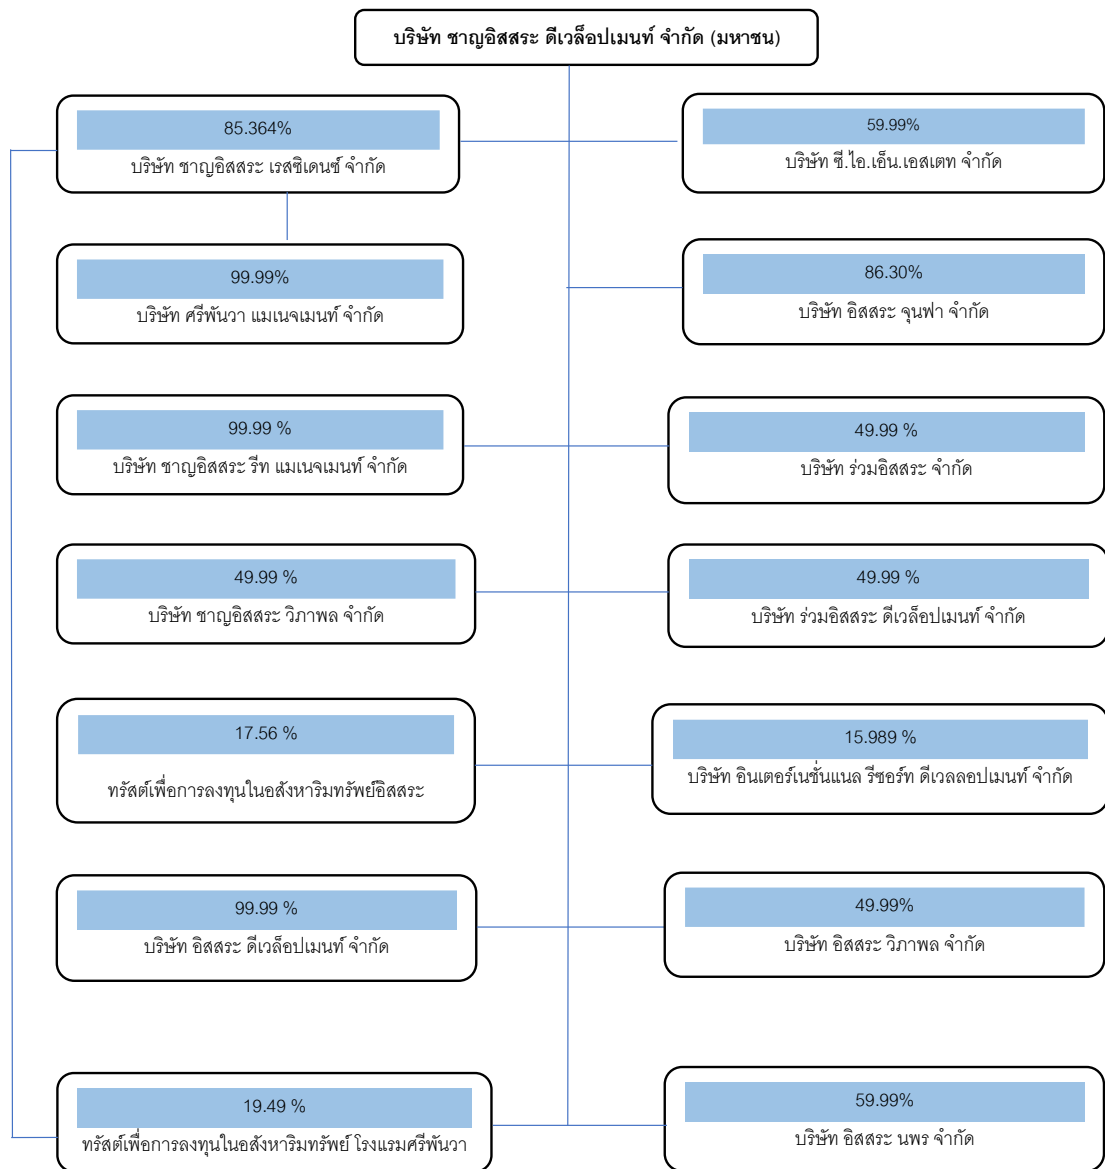 บริษัท ชาญอิสสระ ดีเวล็อปเมนท์ จำกัด (มหาชน)
85.364%
บริษัท ชาญอิสสระ เรสซิเดนซ์ จำกัด
59.99%
บริษัท ซี.ไอ.เอ็น.เอสเตท จำกัด
99.99%
บริษัท ศรีพันวา แมเนจเมนท์ จำกัด
86.30%
บริษัท อิสสระ จุนฟา จำกัด
99.99 %
บริษัท ชาญอิสสระ รีท แมเนจเมนท์ จำกัด
49.99 %
บริษัท ร่วมอิสสระ จำกัด
49.99 %
บริษัท ชาญอิสสระ วิภาพล จำกัด
49.99 %
บริษัท ร่วมอิสสระ ดีเวล็อปเมนท์ จำกัด
17.56 %
ทรัสต์เพื่อการลงทุนในอสังหาริมทรัพย์อิสสระ
15.989 %
บริษัท อินเตอร์เนชั่นแนล รีซอร์ท ดีเวลลอปเมนท์ จำกัด
99.99 %
บริษัท อิสสระ ดีเวล็อปเมนท์ จำกัด
49.99%
บริษัท อิสสระ วิภาพล จำกัด
19.49 %
ทรัสต์เพื่อการลงทุนในอสังหาริมทรัพย์ โรงแรมศรีพันวา
59.99%
บริษัท อิสสระ นพร จำกัด